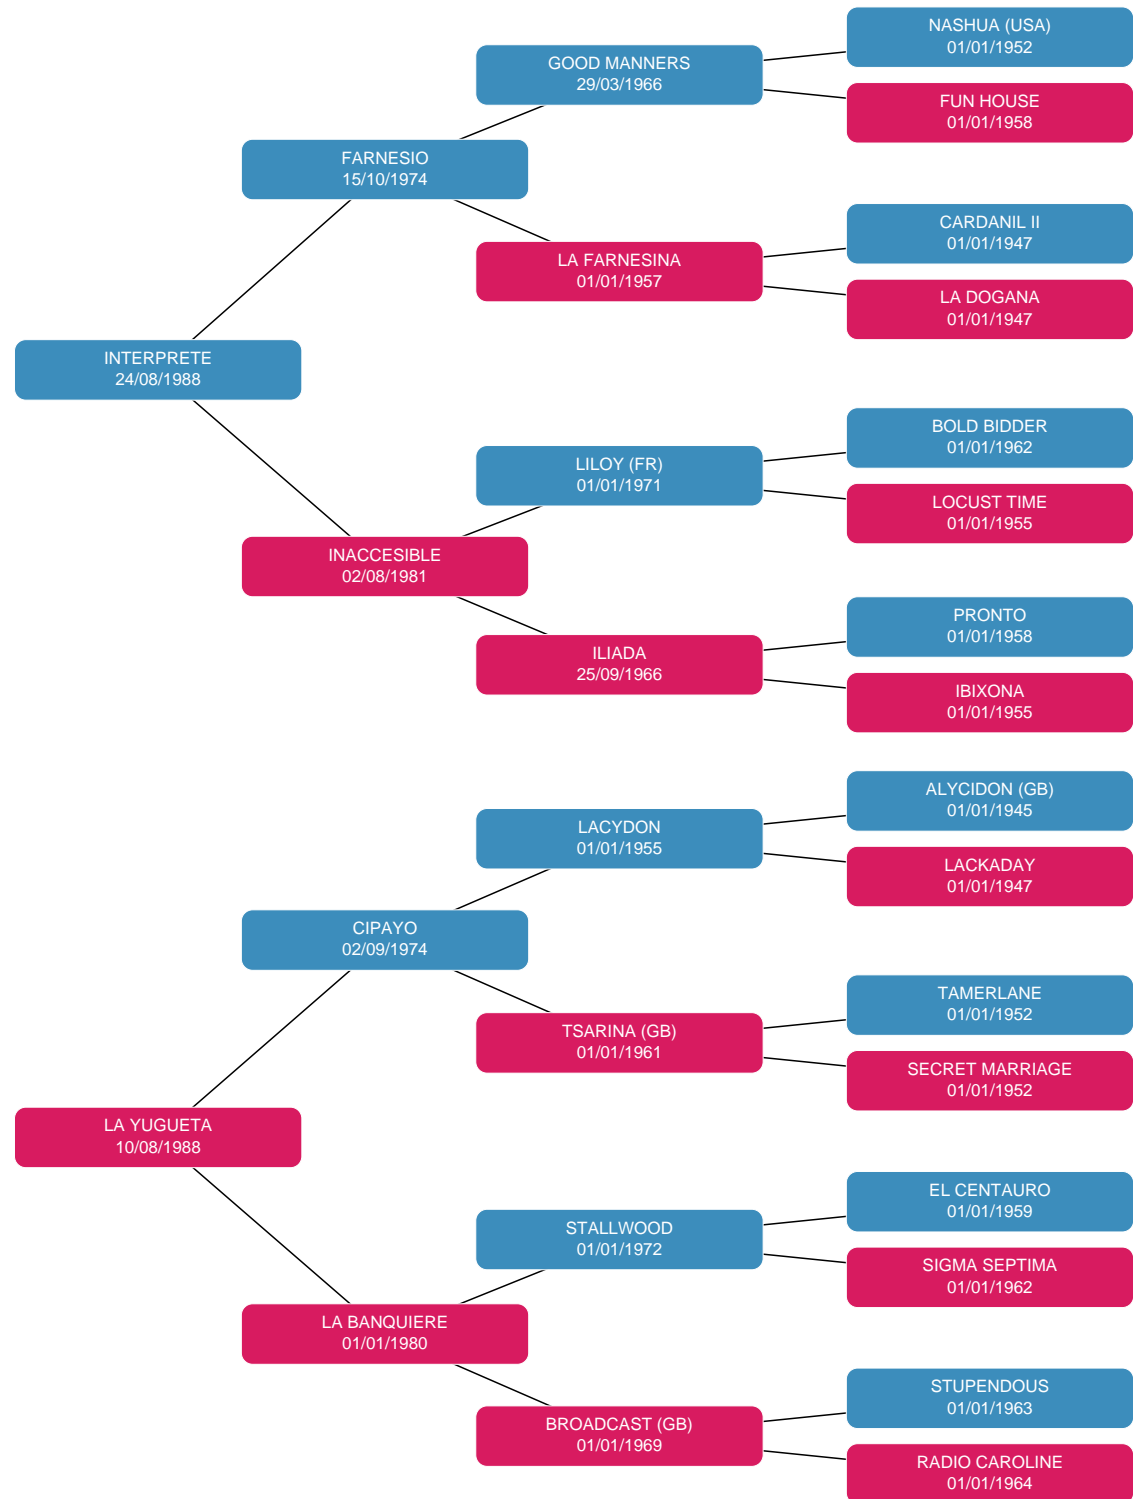 NASHUA (USA)
01/01/1952
GOOD MANNERS
29/03/1966
FUN HOUSE
01/01/1958
FARNESIO
15/10/1974
CARDANIL II
01/01/1947
LA FARNESINA
01/01/1957
LA DOGANA
01/01/1947
INTERPRETE
24/08/1988
BOLD BIDDER
01/01/1962
LILOY (FR)
01/01/1971
LOCUST TIME
01/01/1955
INACCESIBLE
02/08/1981
PRONTO
01/01/1958
ILIADA
25/09/1966
IBIXONA
01/01/1955
ALYCIDON (GB)
01/01/1945
LACYDON
01/01/1955
LACKADAY
01/01/1947
CIPAYO
02/09/1974
TAMERLANE
01/01/1952
TSARINA (GB)
01/01/1961
SECRET MARRIAGE
01/01/1952
LA YUGUETA
10/08/1988
EL CENTAURO
01/01/1959
STALLWOOD
01/01/1972
SIGMA SEPTIMA
01/01/1962
LA BANQUIERE
01/01/1980
STUPENDOUS
01/01/1963
BROADCAST (GB)
01/01/1969
RADIO CAROLINE
01/01/1964